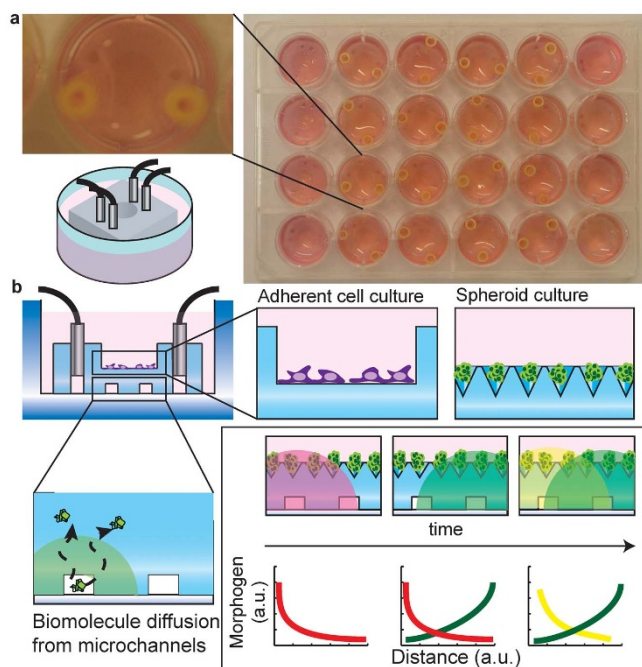 a
b
Adherent cell culture
Spheroid culture
time
Biomolecule diffusion
from microchannels
Morphogen
(a.u.)
Distance (a.u.)